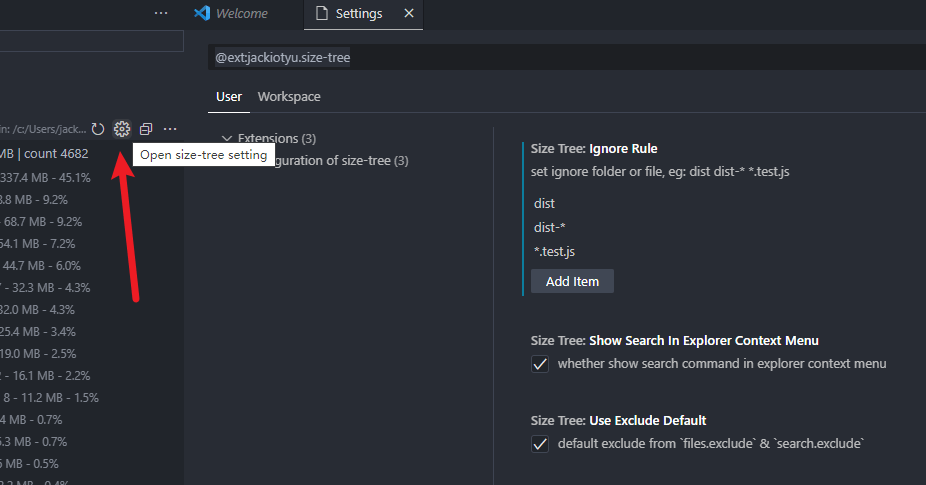 Welcome
Settings
@ext:jackiotyu.size-tree
User
Workspace
in: /c:/Users/jack...
MB | count 4682
Open size-tree setting
337.4 MB - 45.1%
8.8 MB - 9.2%
- 68.7 MB - 9.2%
54.1 MB - 7.2%
44.7 MB - 6.0%
- 32.3 MB - 4.3%
32.0 MB - 4.3%
25.4 MB - 3.4%
19.0 MB - 2.5%
- 16.1 MB - 2.2%
8 - 11.2 MB - 1.5%
4 MB - 0.7%
5.3 MB - 0.7%
MB - 0.5%
MB - 0.4%
Extensions (3)
guration of size-tree (3)
Size Tree: Ignore Rule
set ignore folder or file, eg: dist dist-* *.test.js
dist
dist-*
*.test.js
Add Item
Size Tree: Show Search In Explorer Context Menu
whether show search command in explorer context menu
Size Tree: Use Exclude Default
default exclude from `files.exclude` & `search.exclude`